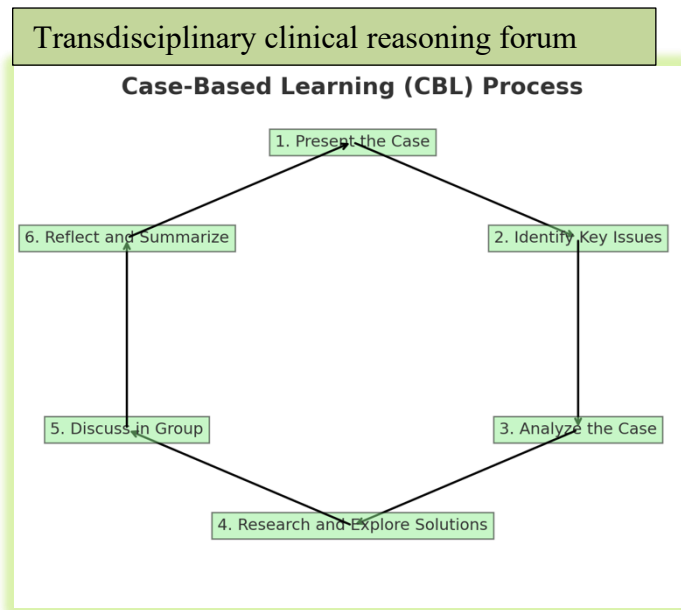 Transdisciplinary clinical reasoning forum
Case-Based Learning (CBL) Process
1. Present the Case
2. Identify Key Issues
3. Analyze the Case
4. Research and Explore Solutions
5. Discuss in Group
6. Reflect and Summarize